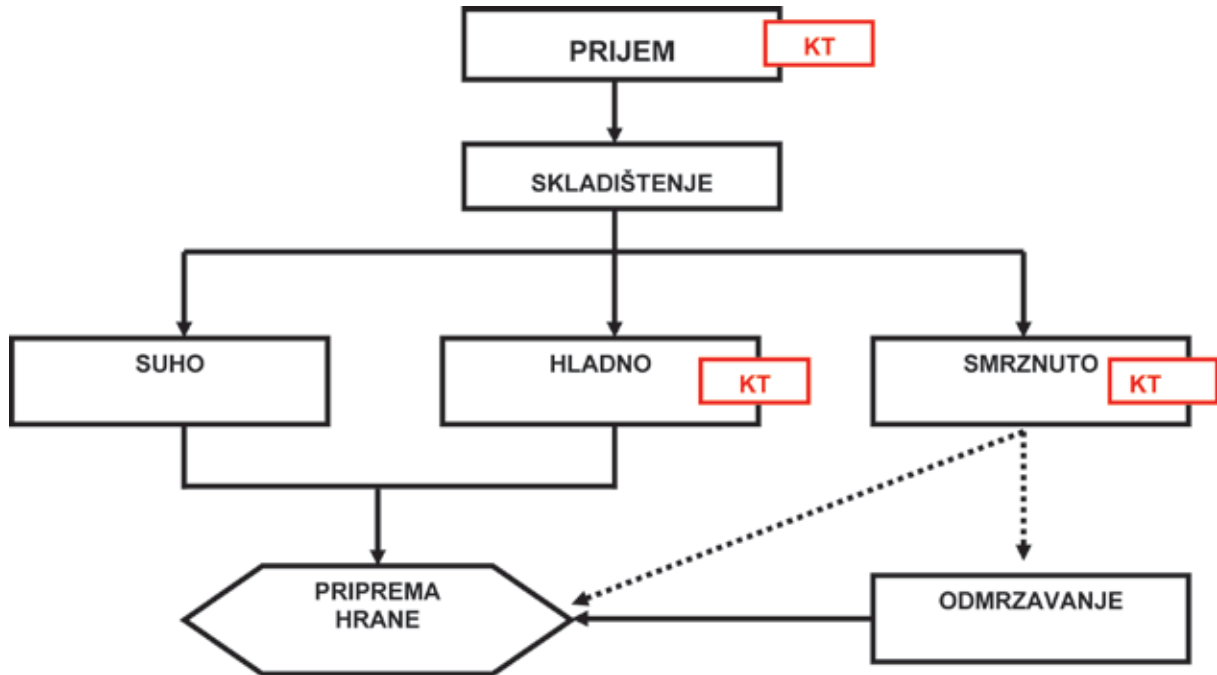 PRIJEM
KT
SKLADIŠTENJE
SUHO
HLADNO
KT
SMRZNUTO
KT
PRIPREMA
HRANE
ODMRZAVANJE